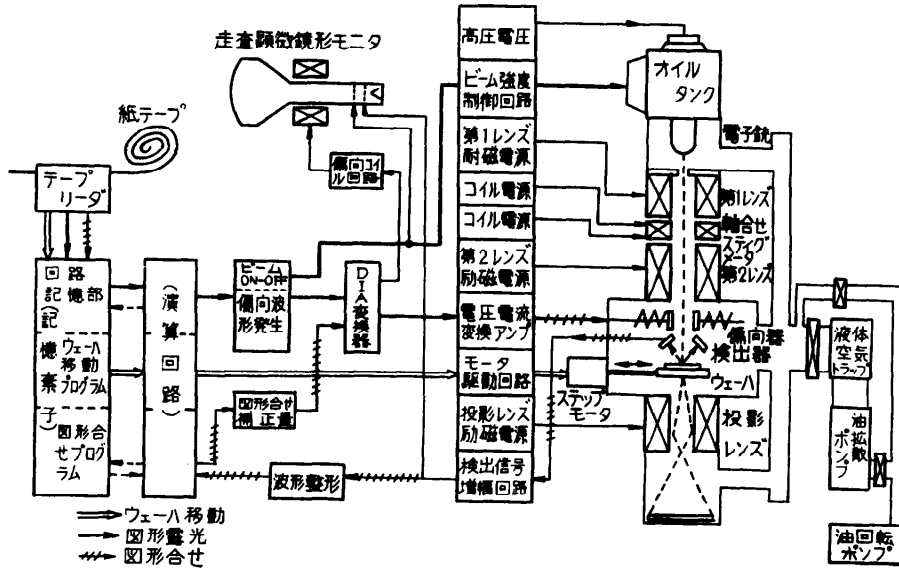 走査顕微鏡形モニタ
紙テープ
テープ
リーダ
偏向コイ
ル回路
回路
記憶部
(記
憶
素
子)
ウェーハ
移動
プログラム
図形合
せプログ
ラム
(演算回路)
ビーム
ON-OFF
偏向波
形発生
DIA変換器
図形合せ
補正量
波形整形
高圧電圧
ビーム強度
制御回路
第1レンズ
耐磁電源
コイル電源
コイル電源
第2レンズ
励磁電源
電圧電流
変換アンプ
モータ
駆動回路
投影レンズ
励磁電源
検出信号
増幅回路
オイル
タンク
電子銃
第1レンズ
軸合せ
スティグ
メータ
第2レンズ
偏向器
検出器
ウェーハ
ステップ
モータ
投影
レンズ
液体
空気
トラップ
油拡散
ポンプ
油回転
ポンプ
ウェーハ移動
図形露光
図形合せ